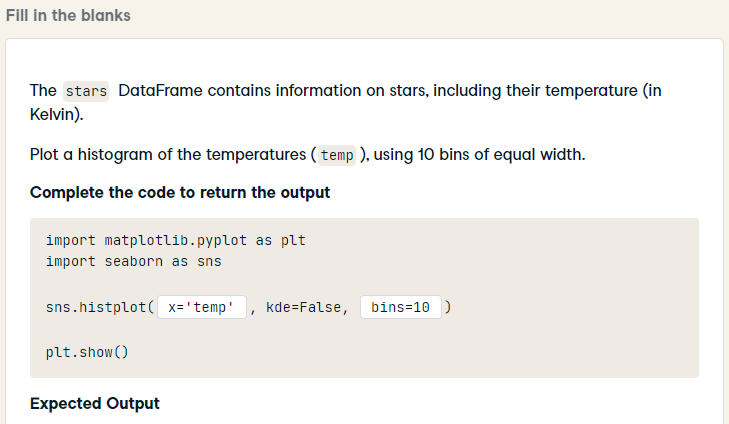 Fill in the blanks
The stars DataFrame contains information on stars, including their temperature (in
Kelvin).
Plot a histogram of the temperatures ( temp ), using 10 bins of equal width.
Complete the code to return the output
import matplotlib.pyplot as plt
import seaborn as sns
sns.histplot( x='temp' , kde=False, bins=10 )
plt.show()
Expected Output